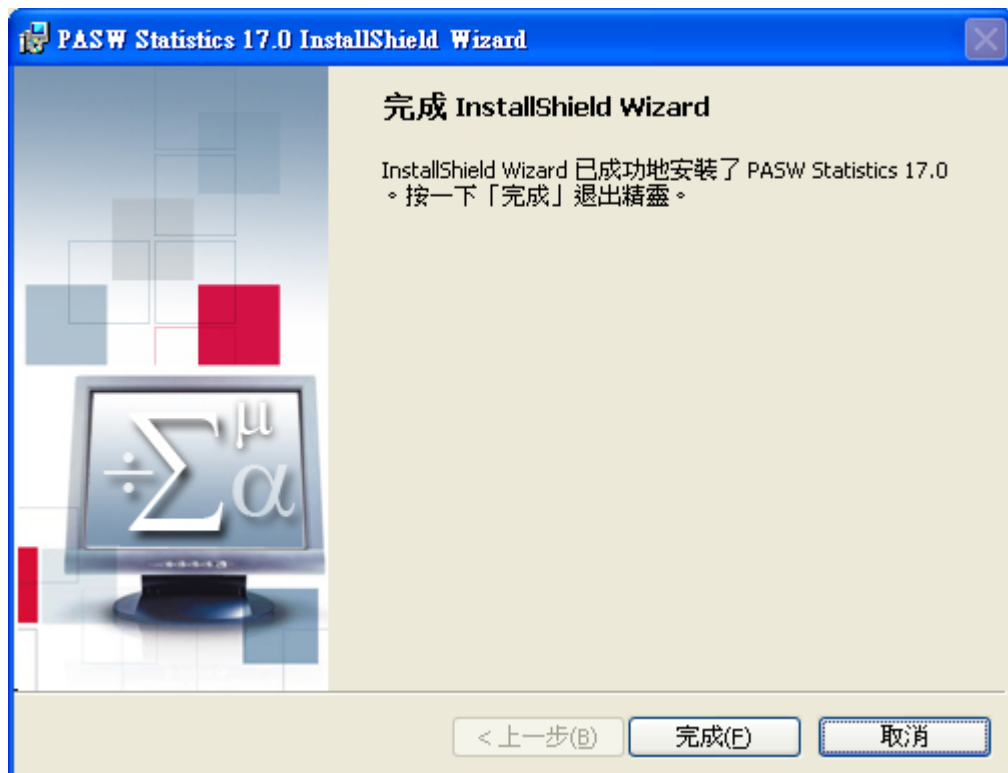 PASW Statistics 17.0 InstallShield Wizard
完成 InstallShield Wizard
InstallShield Wizard 已成功地安裝了 PASW Statistics 17.0
。按一下「完成」退出精靈。
÷Σμα
<上一步(B)
完成(F)
取消